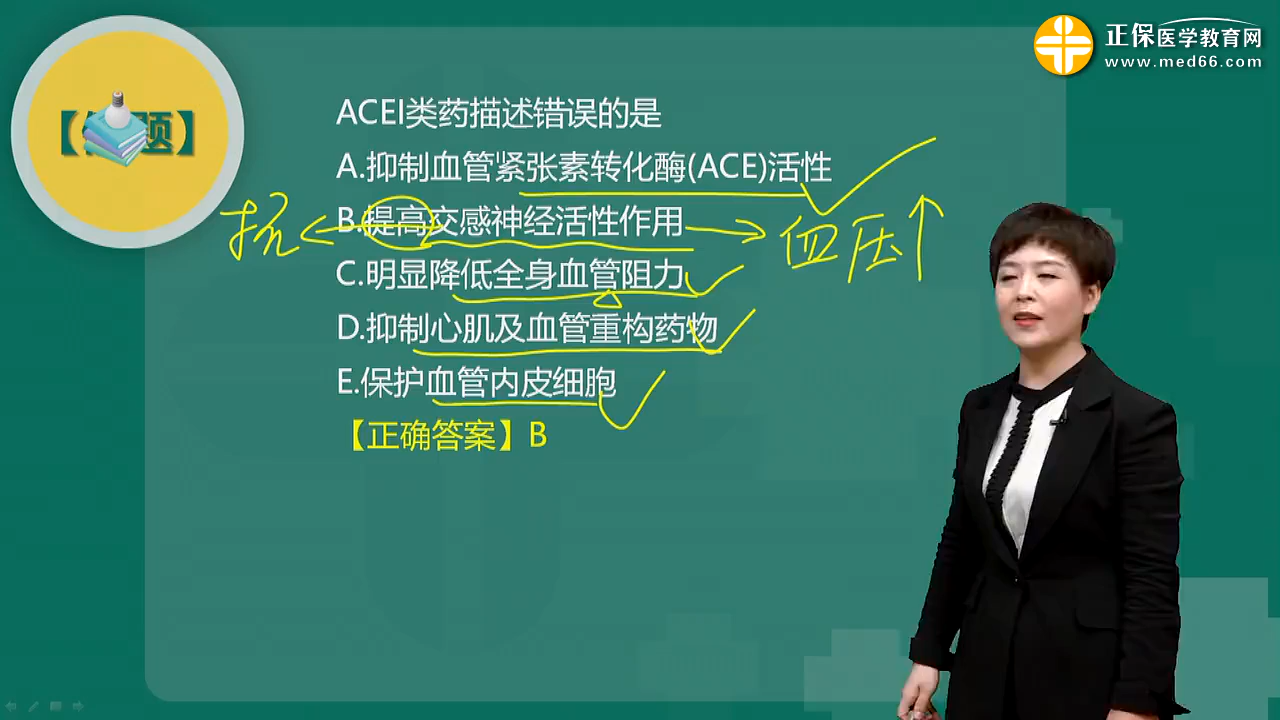 正保医学教育网
www.med66.com
【 题】
ACEI类药描述错误的是
A.抑制血管紧张素转化酶(ACE)活性
B.提高交感神经活性作用
抗
血压↑
C.明显降低全身血管阻力
D.抑制心肌及血管重构药物
E.保护血管内皮细胞
【正确答案】B